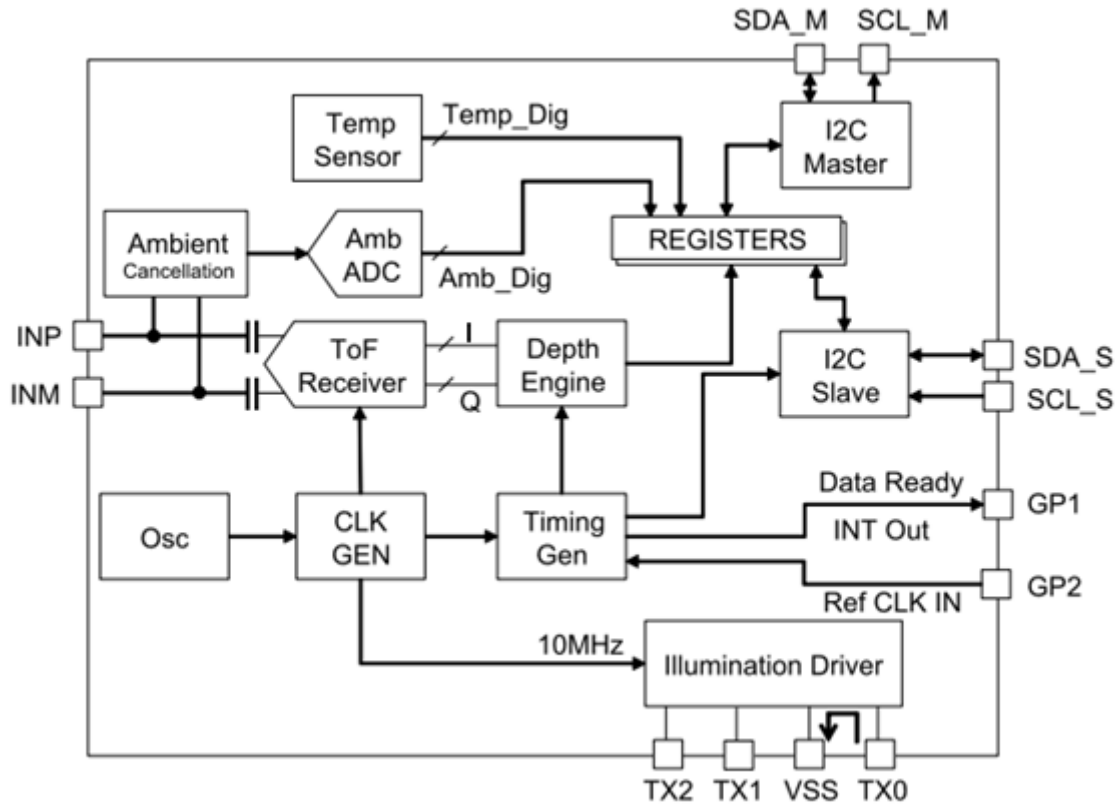 SDA_M
SCL_M
Temp
Sensor
Temp_Dig
I2C
Master
REGISTERS
Ambient
Cancellation
Amb
ADC
Amb_Dig
INP
INM
ToF
Receiver
I
Q
Depth
Engine
I2C
Slave
SDA_S
SCL_S
Osc
CLK
GEN
Timing
Gen
Data Ready
INT Out
GP1
Ref CLK IN
GP2
10MHz
Illumination Driver
TX2
TX1
VSS
TX0